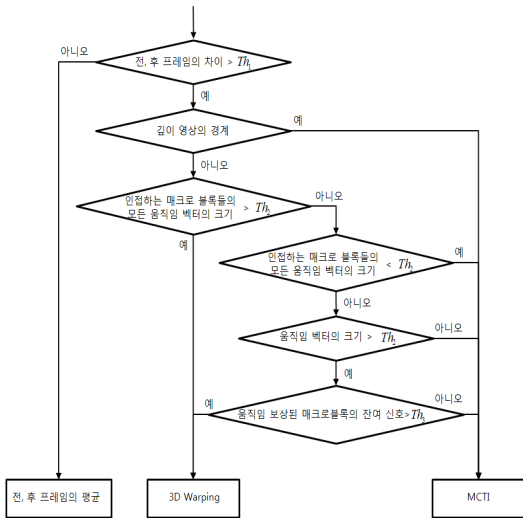 아니오
전, 후 프레임의 차이 > Th1
예
깊이 영상의 경계
예
아니오
인접하는 매크로 블록들의
모든 움직임 벡터의 크기 > Th2
아니오
예
인접하는 매크로 블록들의
모든 움직임 벡터의 크기 < Th2
예
아니오
움직임 벡터의 크기 > Th2
아니오
예
예
움직임 보상된 매크로블록의 잔여 신호>Th3
아니오
전, 후 프레임의 평균
3D Warping
MCTI